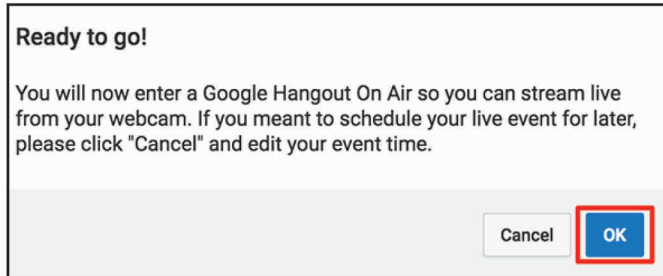 Ready to go!
You will now enter a Google Hangout On Air so you can stream live
from your webcam. If you meant to schedule your live event for later,
please click "Cancel" and edit your event time.
Cancel
OK